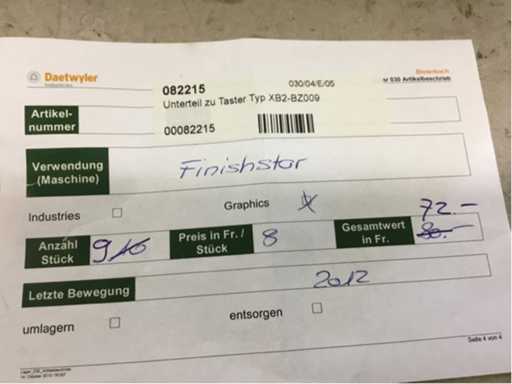 Daetwyler
082215
030/04/E/05
Unterteil zu Taster Typ XB2-BZ009
00082215
Artikelbeschrieb
Artikel-
nummer
Verwendung
(Maschine)
Finishstar
Industries
Graphics
72.-
Anzahl
Stück
9 10
Preis in Fr. /
Stück
8
Gesamtwert
in Fr.
80.-
Letzte Bewegung
2012
umlagern
entsorgen
Seite 4 von 4